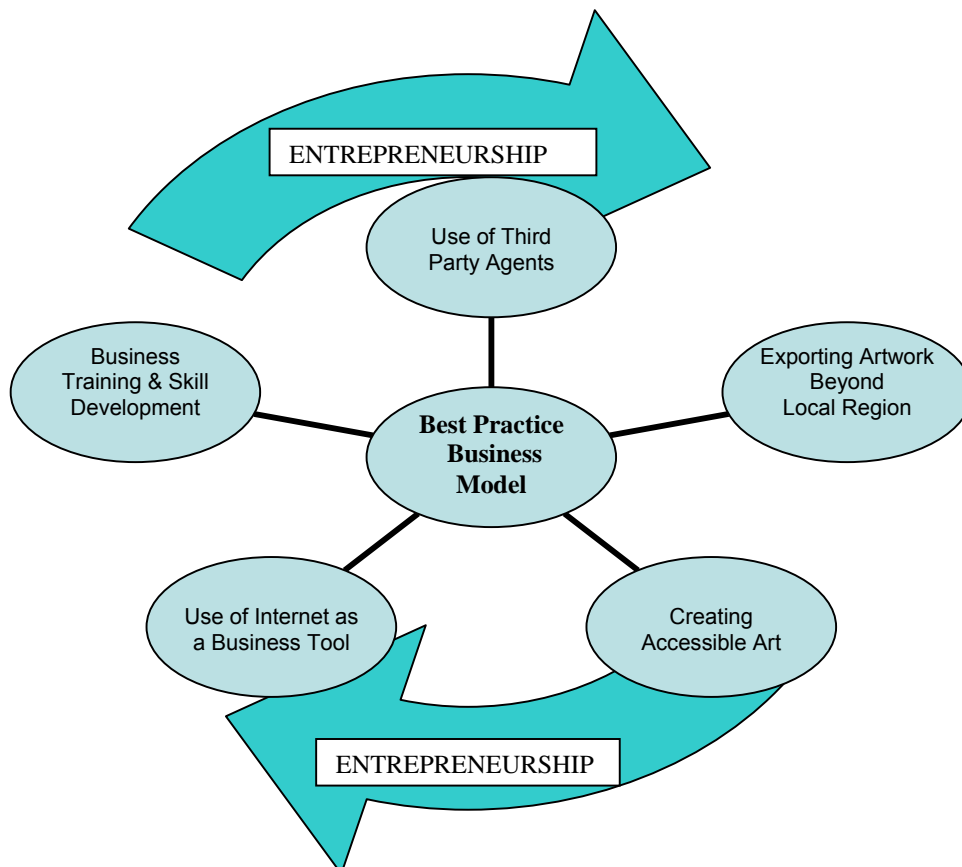 ENTREPRENEURSHIP
Use of Third
Party Agents
Business
Training & Skill
Development
Exporting Artwork
Beyond
Local Region
Best Practice
Business
Model
Use of Internet as
a Business Tool
Creating
Accessible Art
ENTREPRENEURSHIP